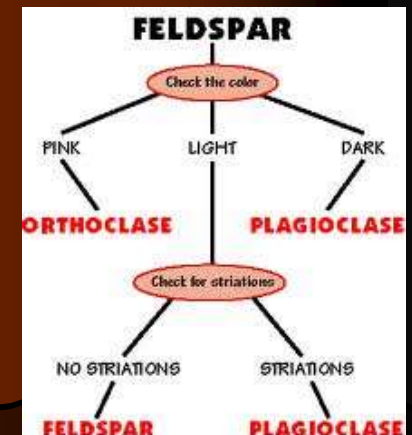 FELDSPAR
Check the color
PINK LIGHT DARK
ORTHOCLASE PLAGIOCLASE
Check for striations
NO STRIATIONS STRIATIONS
FELDSPAR PLAGIOCLASE